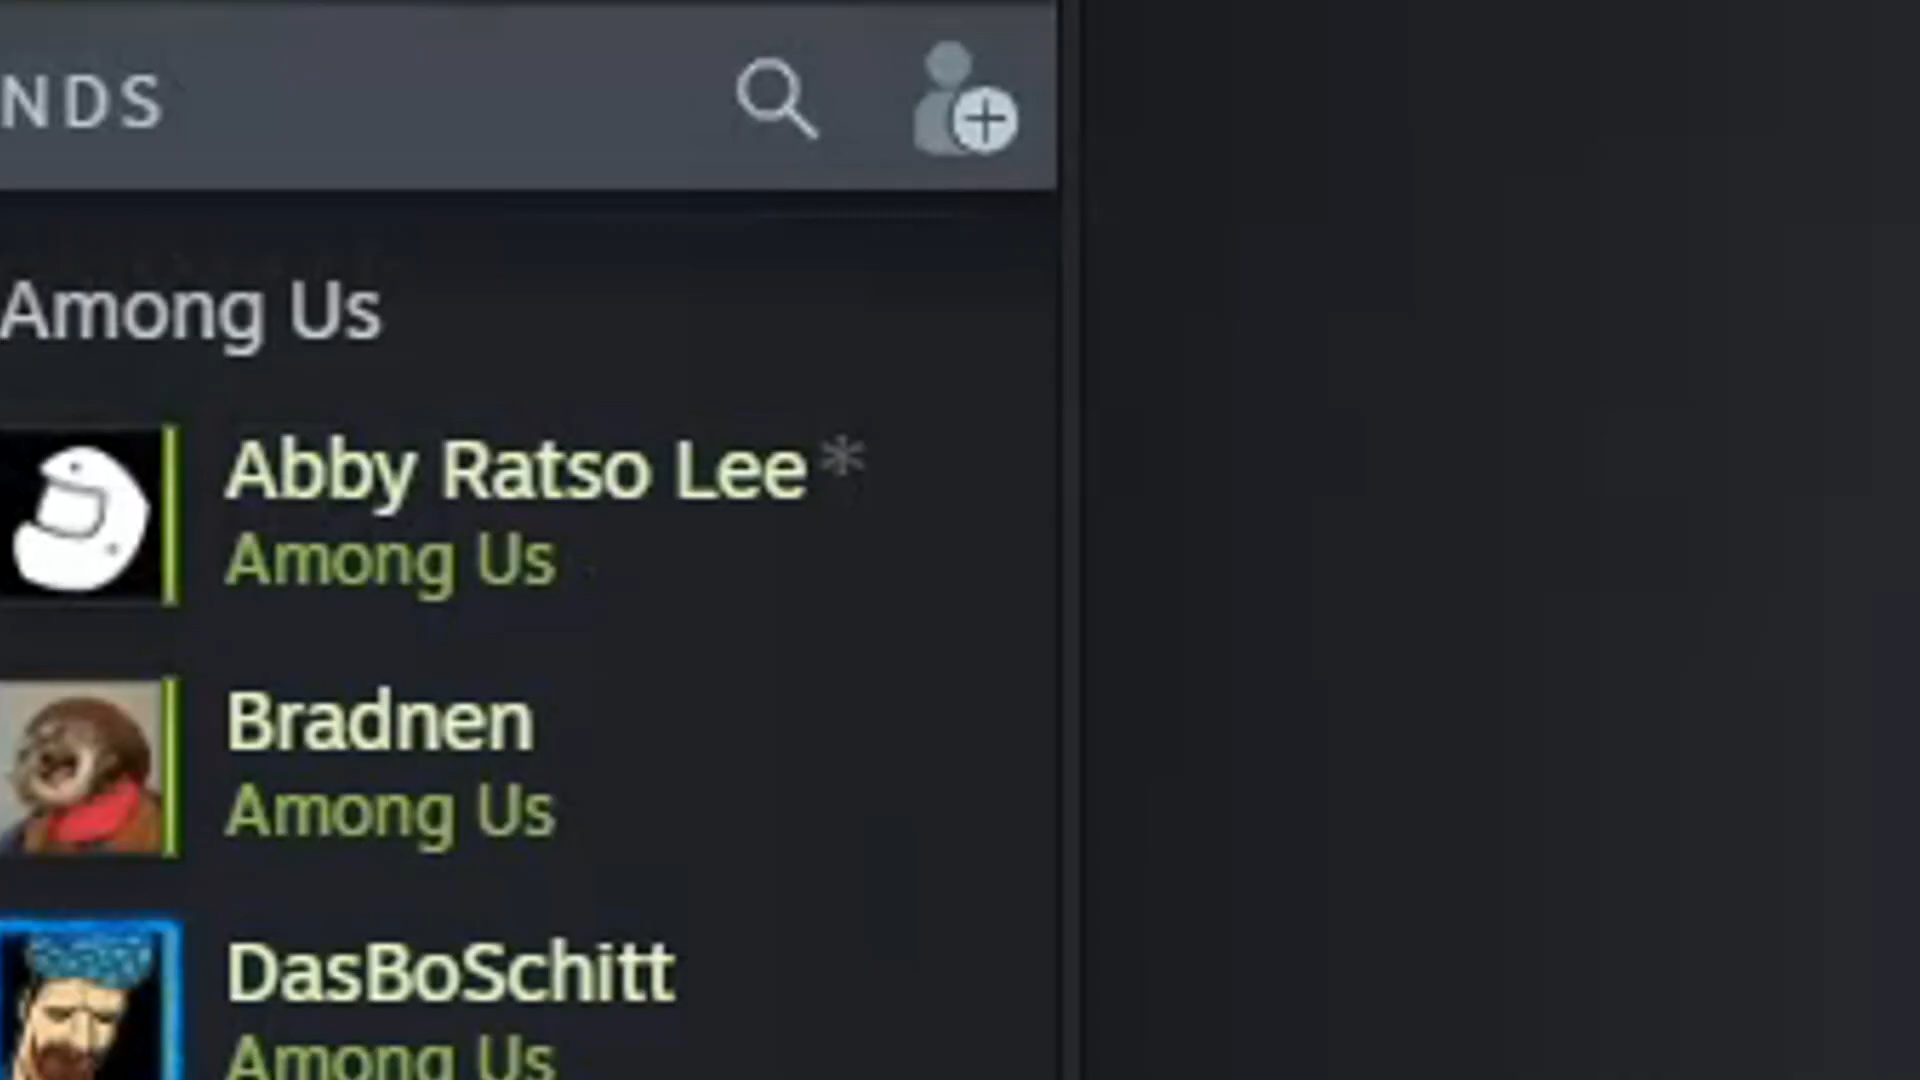 NDS
Among Us
Abby Ratso Lee *
Among Us
Bradnen
Among Us
DasBoSchitt
Among Us